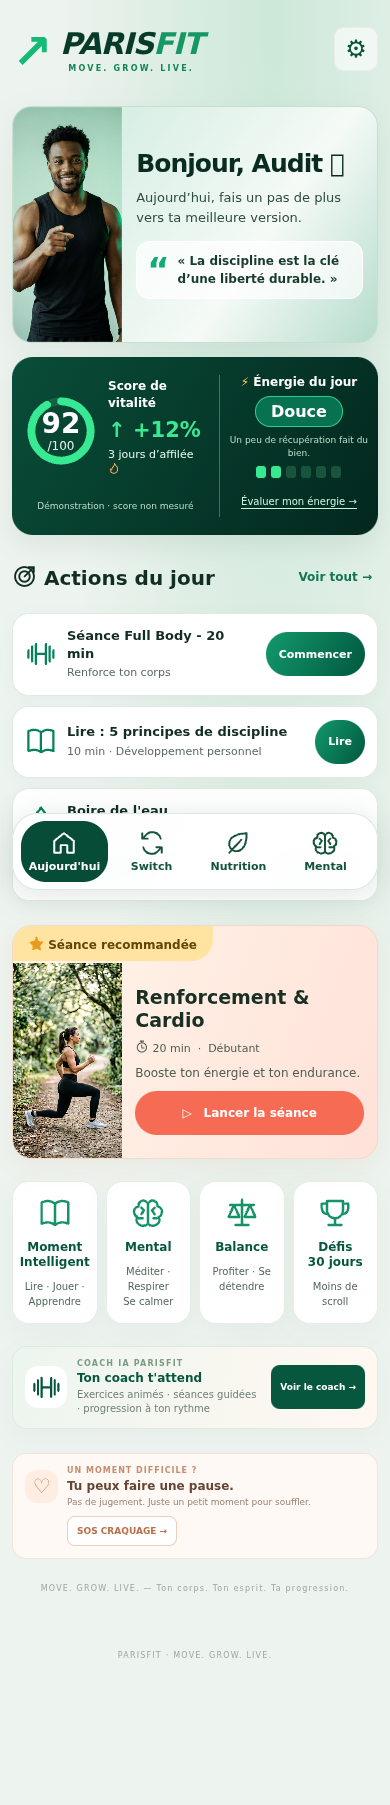 PARISFIT
MOVE. GROW. LIVE.
Bonjour, Audit
Aujourd’hui, fais un pas de plus
vers ta meilleure version.
“ « La discipline est la clé
d’une liberté durable. »
92
/100
Score de
vitalité
↑ +12%
3 jours d’affilée
Démonstration · score non mesuré
⚡ Énergie du jour
Douce
Un peu de récupération fait du
bien.
Évaluer mon énergie →
Actions du jour
Voir tout →
Séance Full Body - 20
min
Renforce ton corps
Commencer
Lire : 5 principes de discipline
10 min · Développement personnel
Lire
Boire de l'eau
Aujourd'hui
Switch
Nutrition
Mental
Séance recommandée
Renforcement &
Cardio
20 min · Débutant
Booste ton énergie et ton endurance.
▷ Lancer la séance
Moment
Intelligent
Lire · Jouer ·
Apprendre
Mental
Méditer ·
Respirer
Se calmer
Balance
Profiter · Se
détendre
Défis
30 jours
Moins de
scroll
COACH IA PARISFIT
Ton coach t'attend
Exercices animés · séances guidées
· progression à ton rythme
Voir le coach →
UN MOMENT DIFFICILE ?
Tu peux faire une pause.
Pas de jugement. Juste un petit moment pour souffler.
SOS CRAQUAGE →
MOVE. GROW. LIVE. — Ton corps. Ton esprit. Ta progression.
PARISFIT · MOVE. GROW. LIVE.